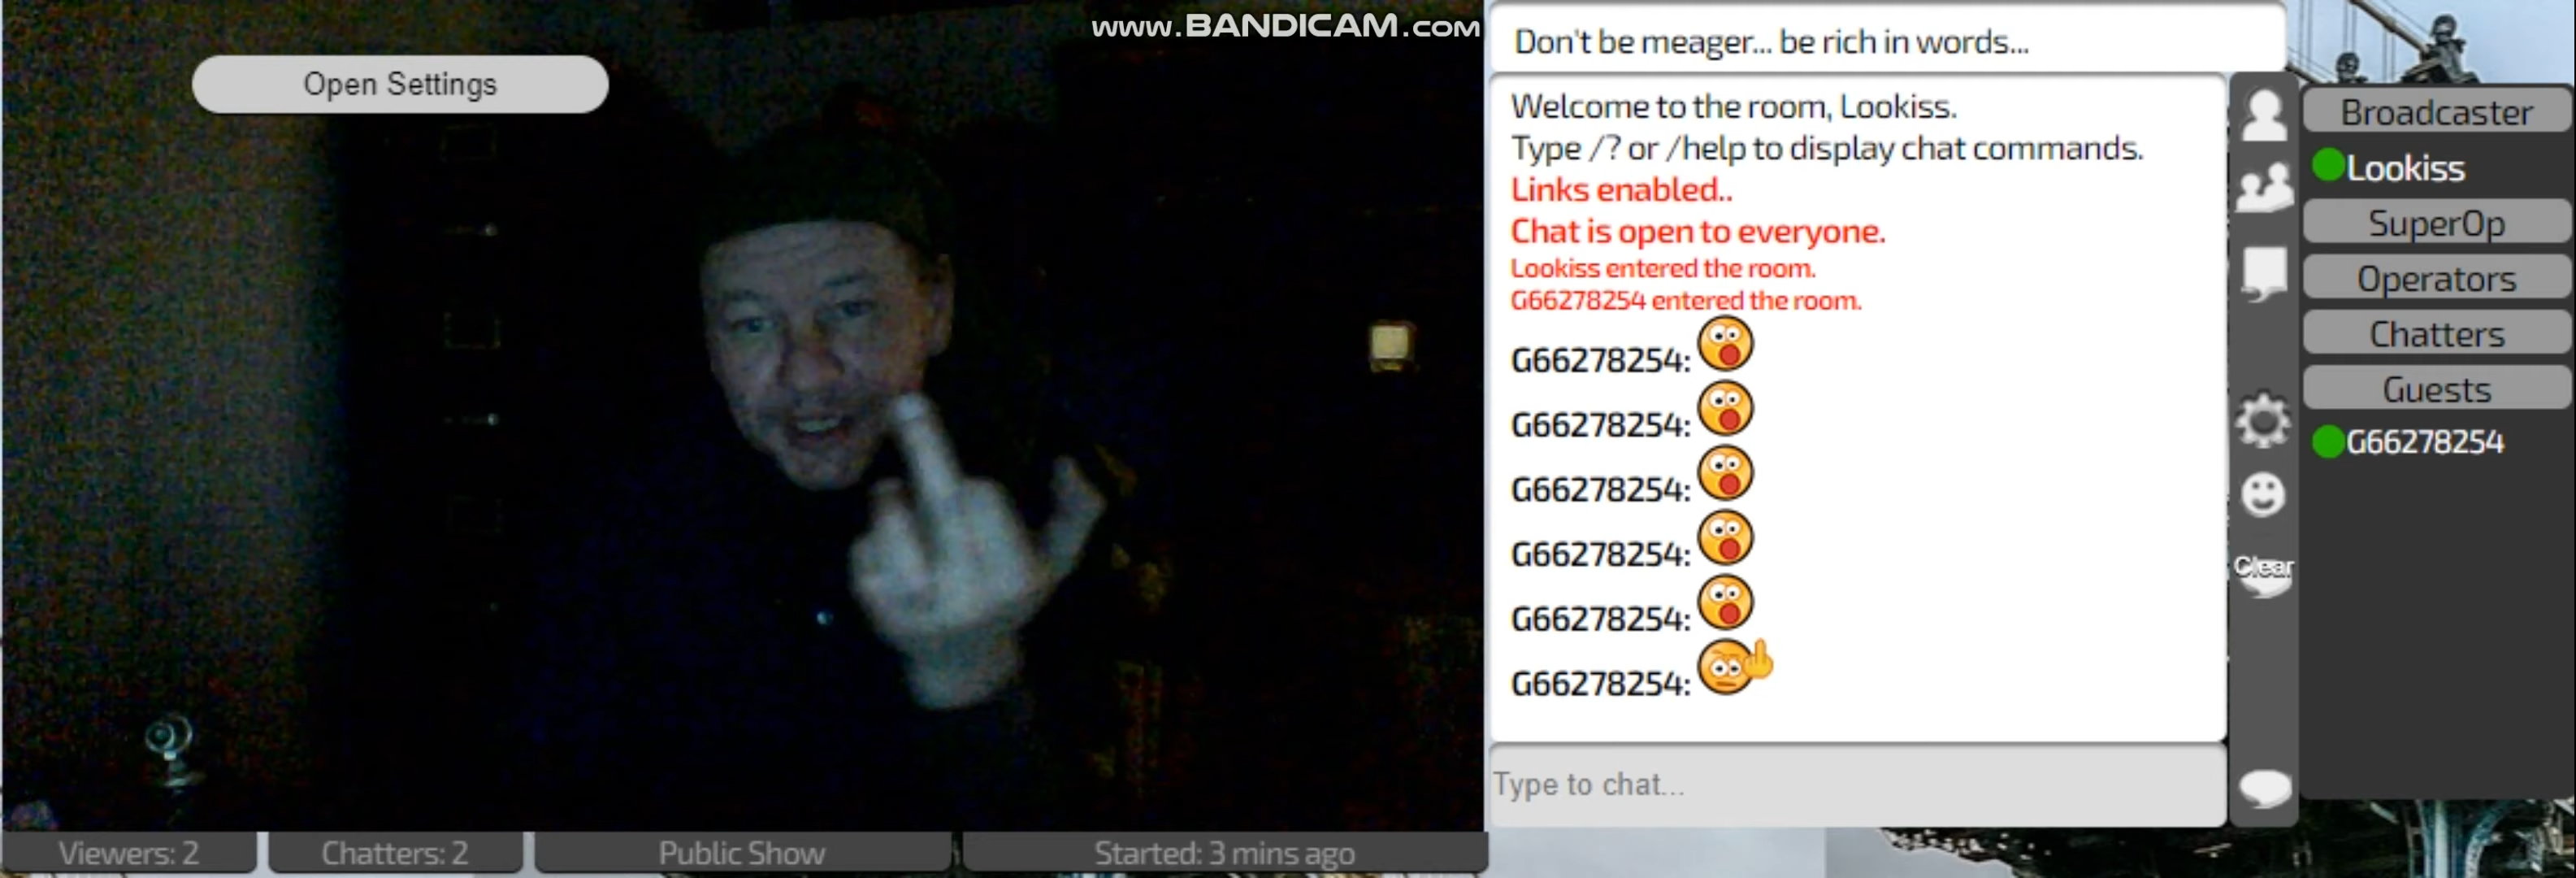 www.BANDICAM.com
Open Settings
Viewers: 2
Chatters: 2
Public Show
Started: 3 mins ago
Don't be meager... be rich in words...
Welcome to the room, Lookiss.
Type /? or /help to display chat commands.
Links enabled..
Chat is open to everyone.
Lookiss entered the room.
G66278254 entered the room.
G66278254:
G66278254:
G66278254:
G66278254:
G66278254:
G66278254:
Type to chat...
Clear
Broadcaster
Lookiss
SuperOp
Operators
Chatters
Guests
G66278254